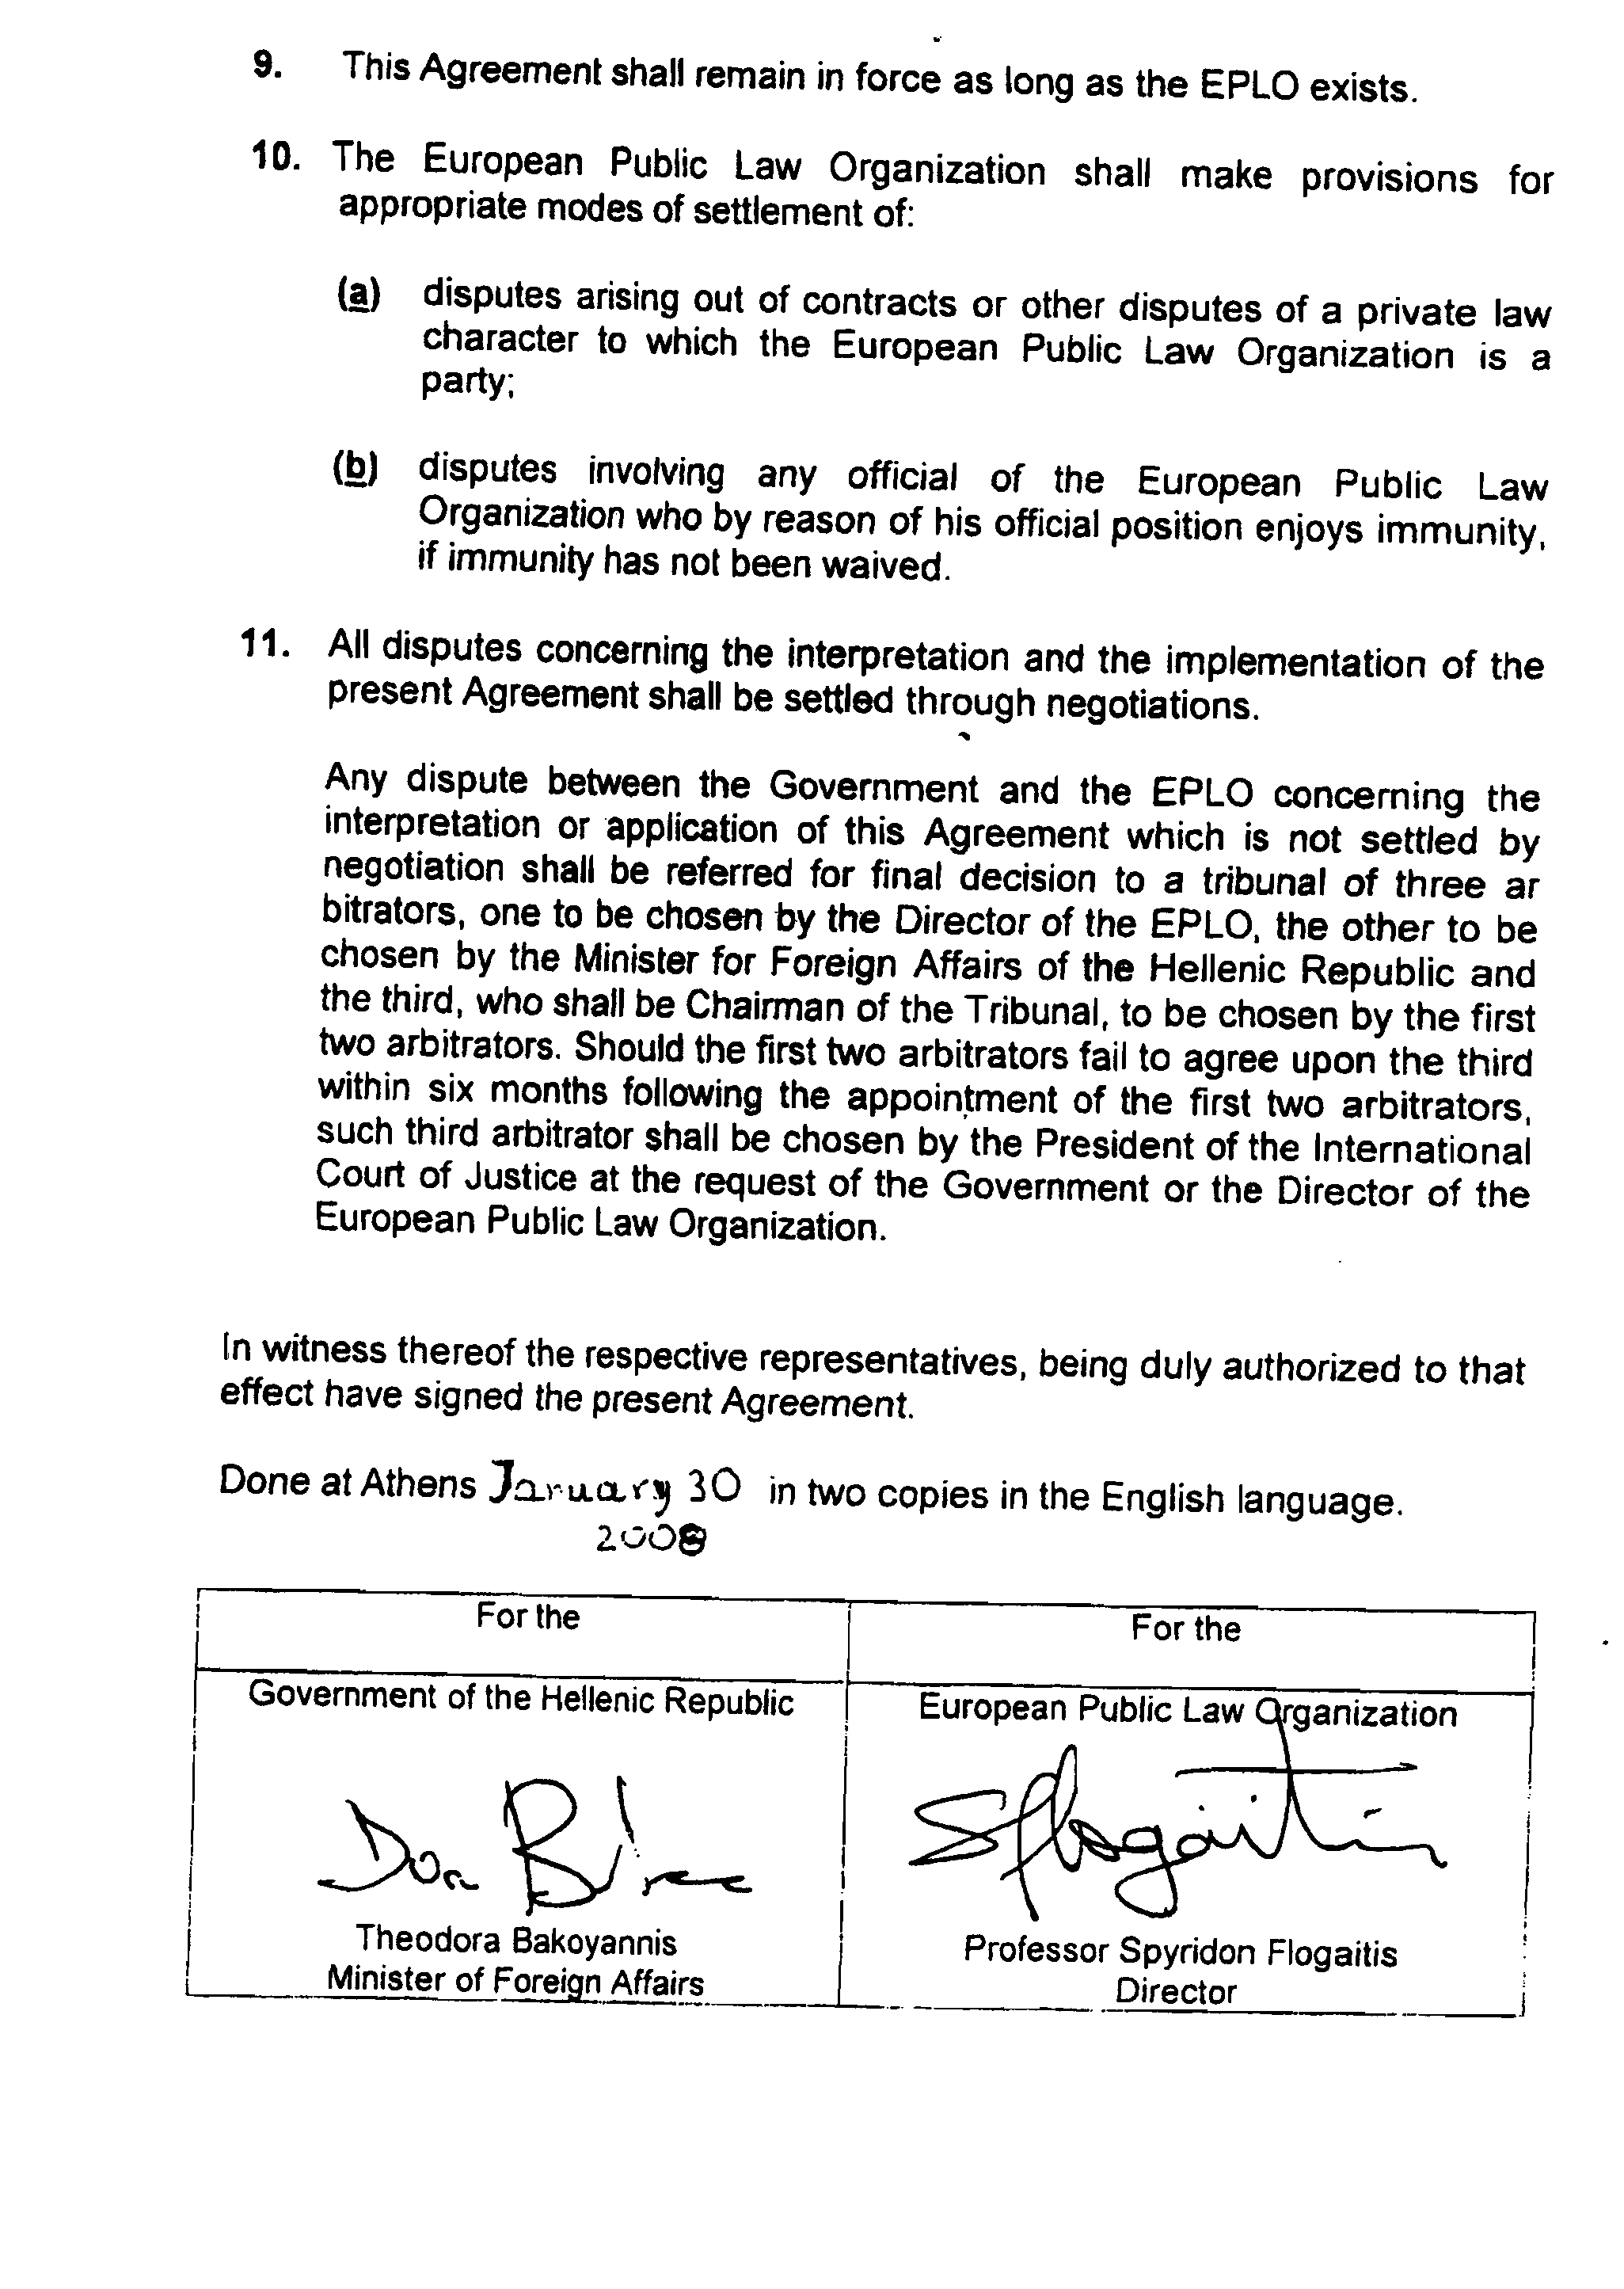 9. This Agreement shall remain in force as long as the EPLO exists.
10. The European Public Law Organization shall make provisions for
appropriate modes of settlement of:
(a) disputes arising out of contracts or other disputes of a private law
character to which the European Public Law Organization is a
party;
(b) disputes involving any official of the European Public Law
Organization who by reason of his official position enjoys immunity,
if immunity has not been waived.
11. All disputes concerning the interpretation and the implementation of the
present Agreement shall be settled through negotiations.
Any dispute between the Government and the EPLO concerning the
interpretation or application of this Agreement which is not settled by
negotiation shall be referred for final decision to a tribunal of three ar
bitrators, one to be chosen by the Director of the EPLO, the other to be
chosen by the Minister for Foreign Affairs of the Hellenic Republic and
the third, who shall be Chairman of the Tribunal, to be chosen by the first
two arbitrators. Should the first two arbitrators fail to agree upon the third
within six months following the appointment of the first two arbitrators,
such third arbitrator shall be chosen by the President of the International
Court of Justice at the request of the Government or the Director of the
European Public Law Organization.
In witness thereof the respective representatives, being duly authorized to that
effect have signed the present Agreement.
Done at Athens January 30 in two copies in the English language.
2008
For the
For the
Government of the Hellenic Republic
European Public Law Organization
SFlogaitis
Theodora Bakoyannis
Minister of Foreign Affairs
Professor Spyridon Flogaitis
Director